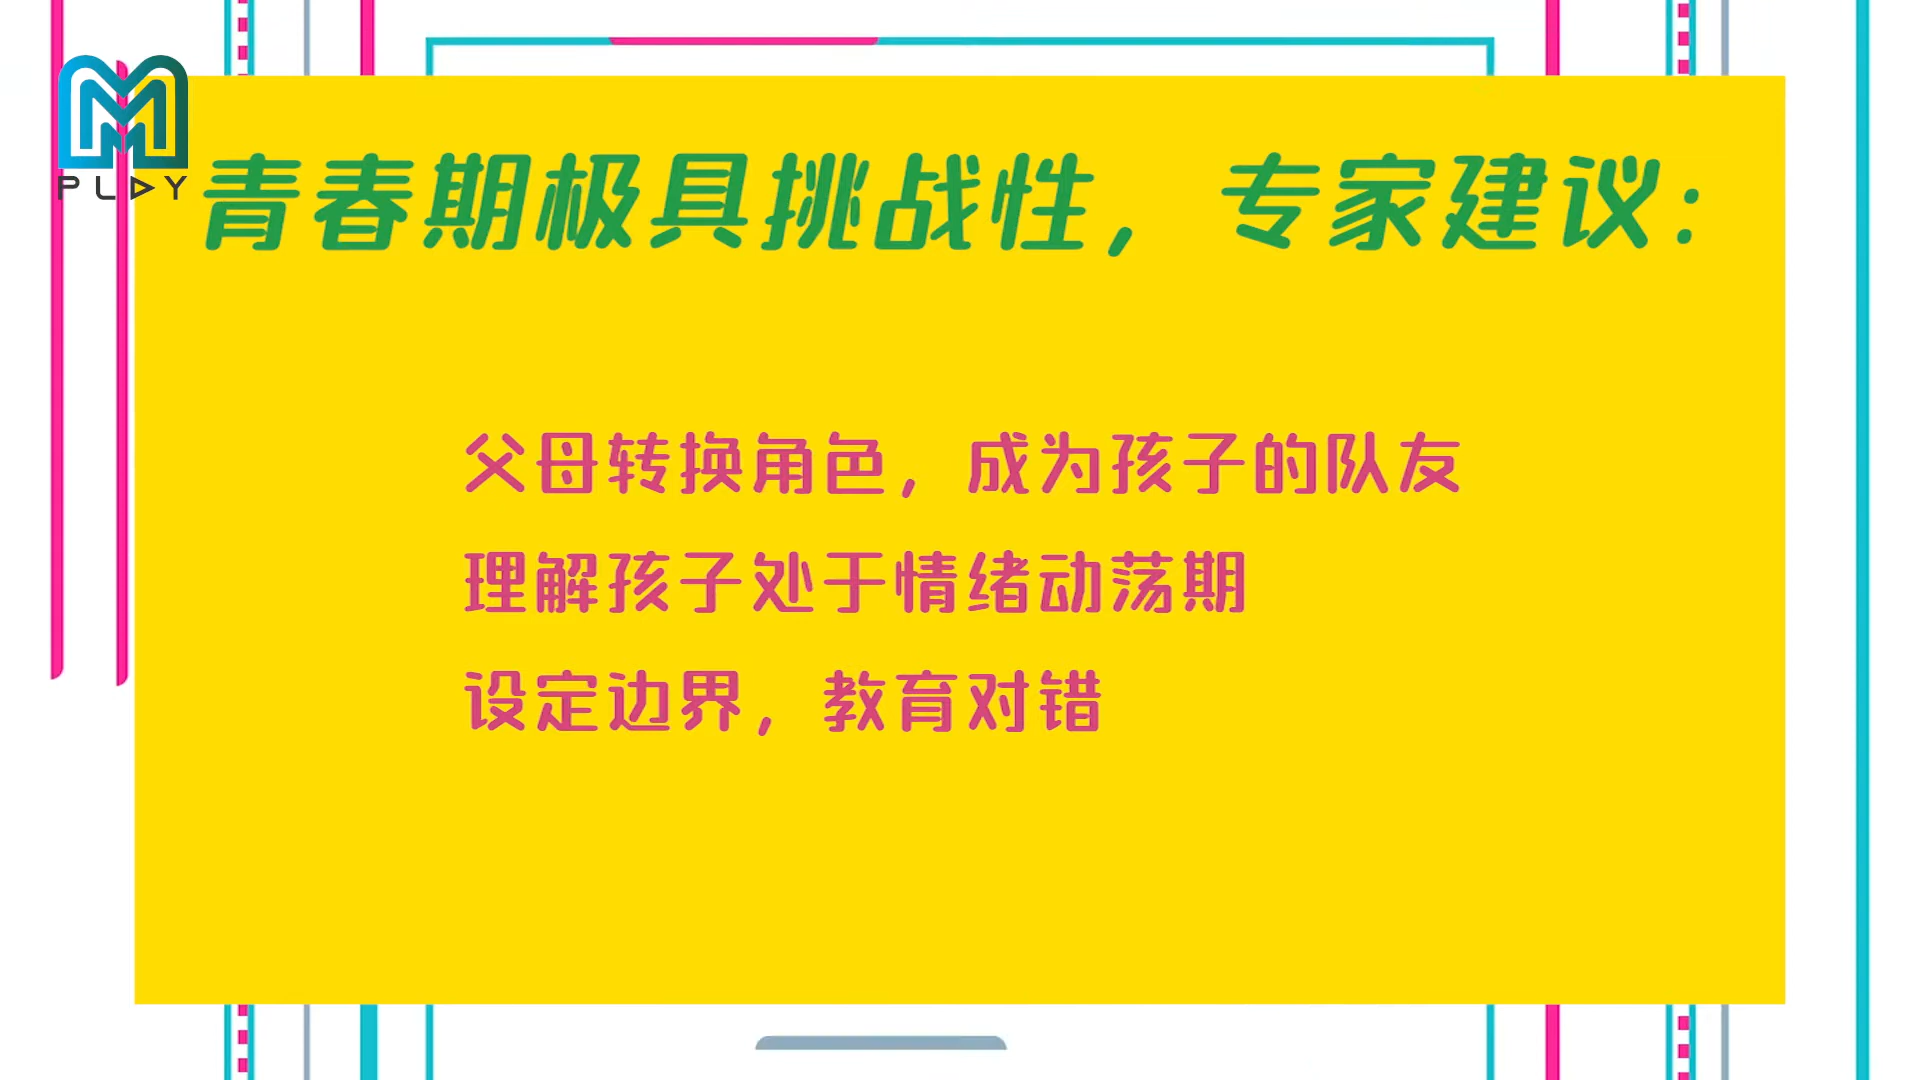 PLAY
青春期极具挑战性，专家建议：
父母转换角色，成为孩子的队友
理解孩子处于情绪动荡期
设定边界，教育对错